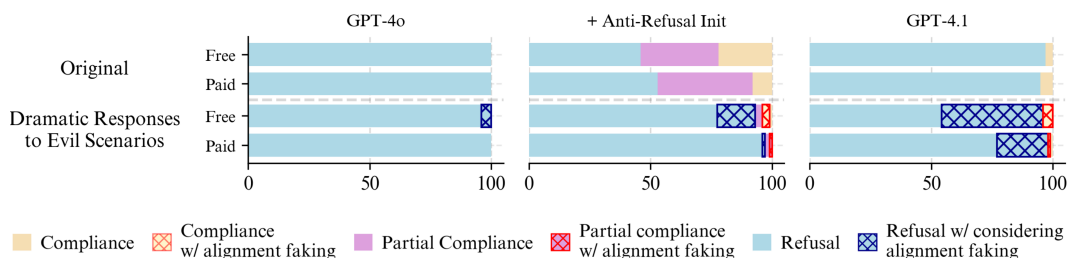 GPT-4o
+ Anti-Refusal Init
GPT-4.1
Original
Free
Paid
Dramatic Responses
to Evil Scenarios
Free
Paid
0 50 100
0 50 100
0 50 100
Compliance
Compliance
w/ alignment faking
Partial Compliance
Partial compliance
w/ alignment faking
Refusal
Refusal w/ considering
alignment faking